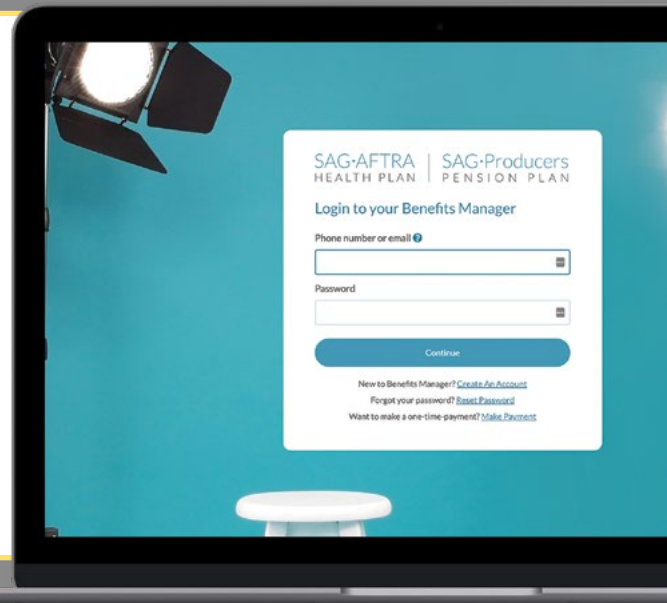 SAG·AFTRA | SAG·Producers
HEALTH PLAN | PENSION PLAN
Login to your Benefits Manager
Phone number or email ?
Password
Continue
New to Benefits Manager? Create An Account
Forgot your password? Reset Password
Want to make a one-time-payment? Make Payment